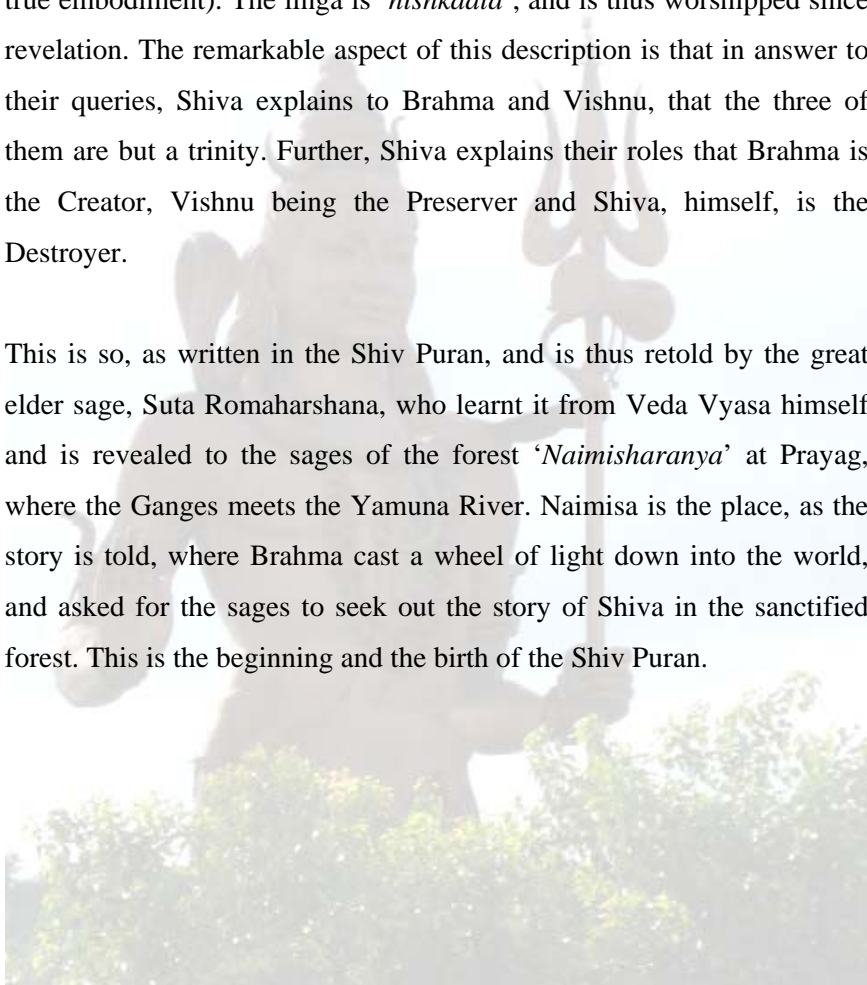 true embodiment). The linga is ‘nishkaala’, and is thus worshipped since
revelation. The remarkable aspect of this description is that in answer to
their queries, Shiva explains to Brahma and Vishnu, that the three of
them are but a trinity. Further, Shiva explains their roles that Brahma is
the Creator, Vishnu being the Preserver and Shiva, himself, is the
Destroyer.
This is so, as written in the Shiv Puran, and is thus retold by the great
elder sage, Suta Romaharshana, who learnt it from Veda Vyasa himself
and is revealed to the sages of the forest ‘Naimisharanya’ at Prayag,
where the Ganges meets the Yamuna River. Naimisa is the place, as the
story is told, where Brahma cast a wheel of light down into the world,
and asked for the sages to seek out the story of Shiva in the sanctified
forest. This is the beginning and the birth of the Shiv Puran.